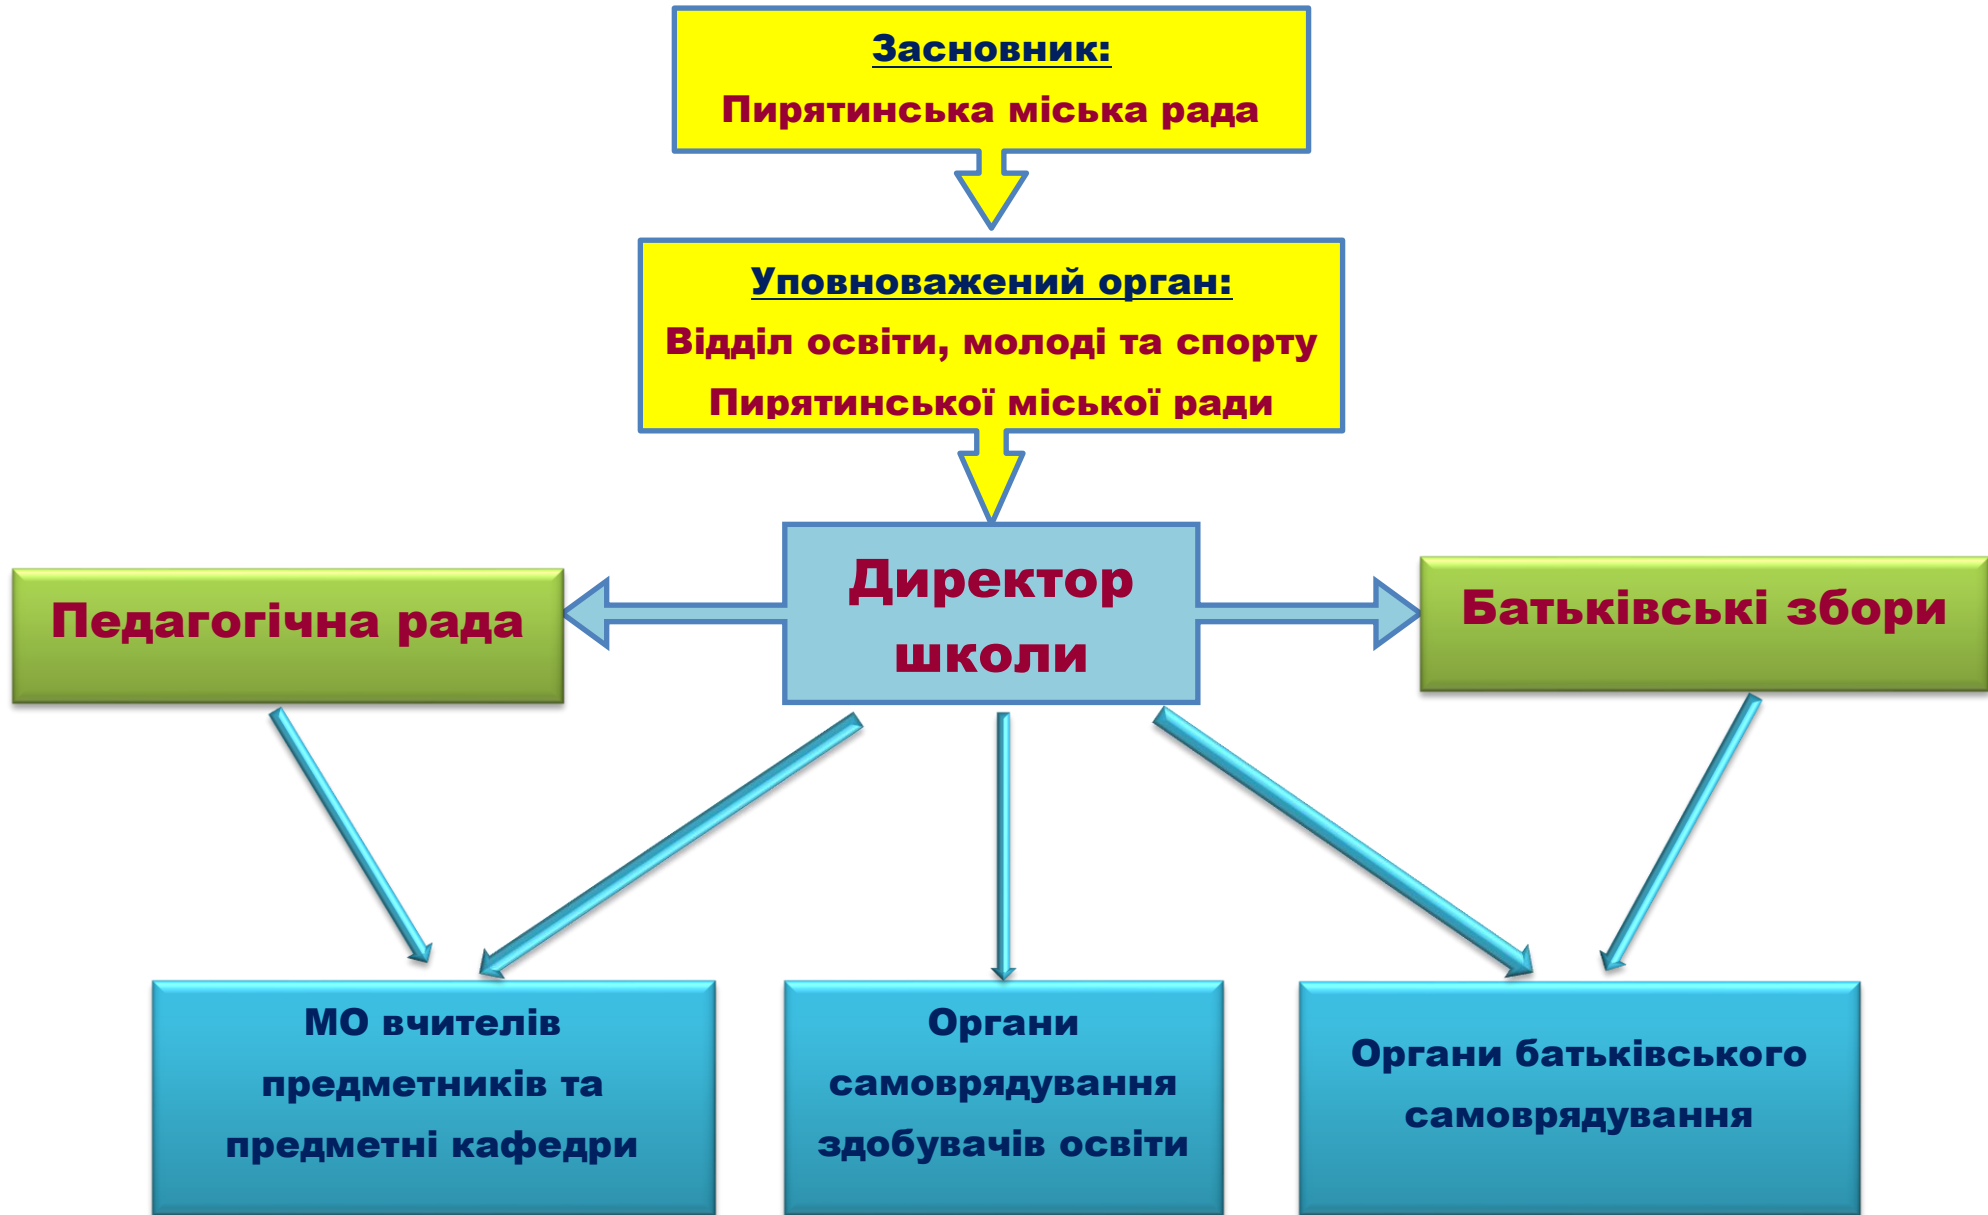 Засновник:
Пирятинська міська рада
Уповноважений орган:
Відділ освіти, молоді та спорту
Пирятинської міської ради
Директор
школи
Педагогічна рада
Батьківські збори
МО вчителів
предметників та
предметні кафедри
Органи
самоврядування
здобувачів освіти
Органи батьківського
самоврядування